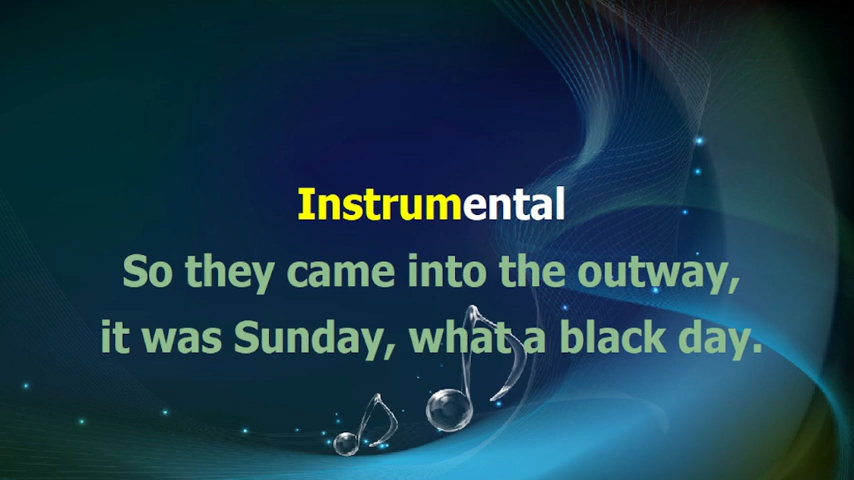 Instrumental
So they came into the outway,
it was Sunday, what a black day.